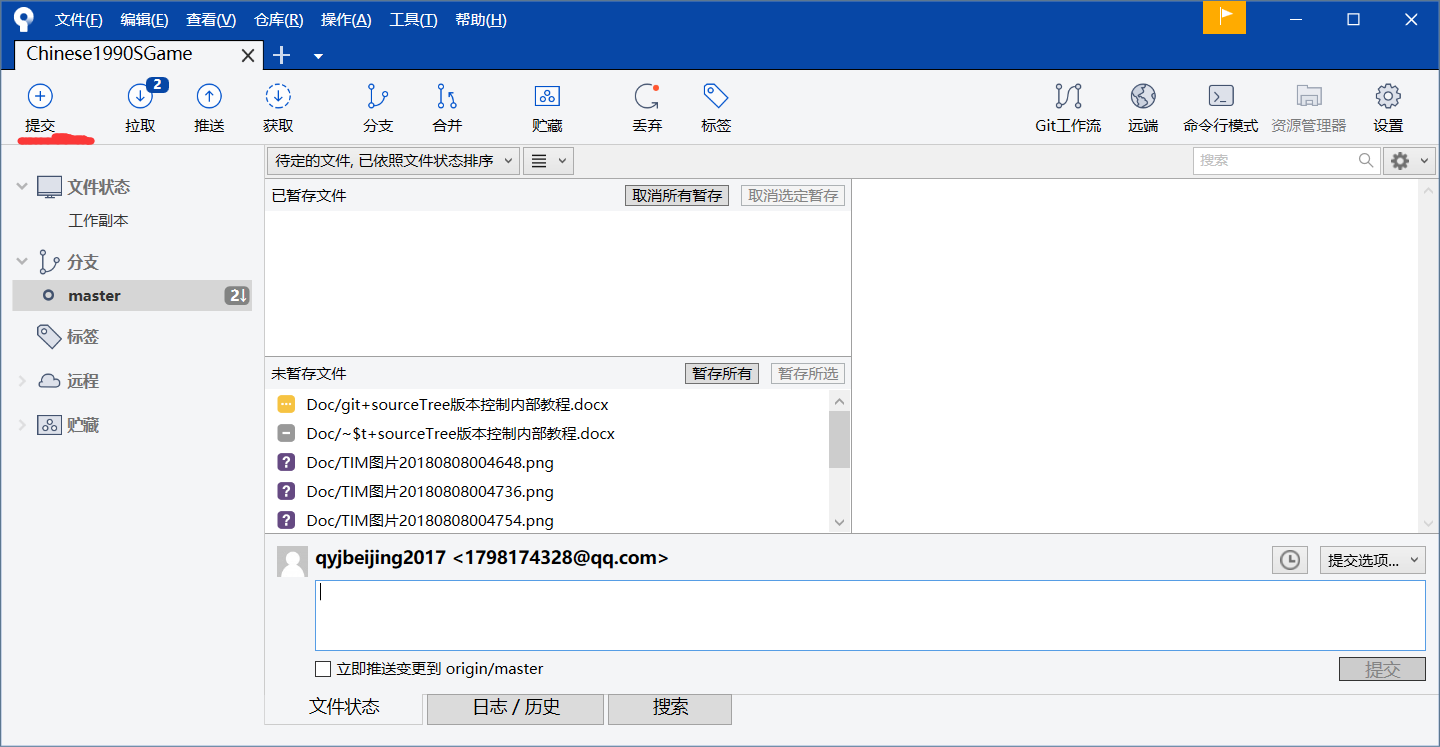 文件(F) 编辑(E) 查看(V) 仓库(R) 操作(A) 工具(T) 帮助(H)
Chinese1990SGame
2
提交 拉取 推送 获取 分支 合并 贮藏 丢弃 标签 Git工作流 远端 命令行模式 资源管理器 设置
待定的文件, 已依照文件状态排序
搜索
文件状态
工作副本
分支
master 2↓
标签
远程
贮藏
已暂存文件 取消所有暂存 取消选定暂存
未暂存文件 暂存所有 暂存所选
Doc/git+sourceTree版本控制内部教程.docx
Doc/~$t+sourceTree版本控制内部教程.docx
Doc/TIM图片20180808004648.png
Doc/TIM图片20180808004736.png
Doc/TIM图片20180808004754.png
qyjbeijing2017 <1798174328@qq.com>
提交选项...
立即推送变更到 origin/master
提交
文件状态 日志 / 历史 搜索